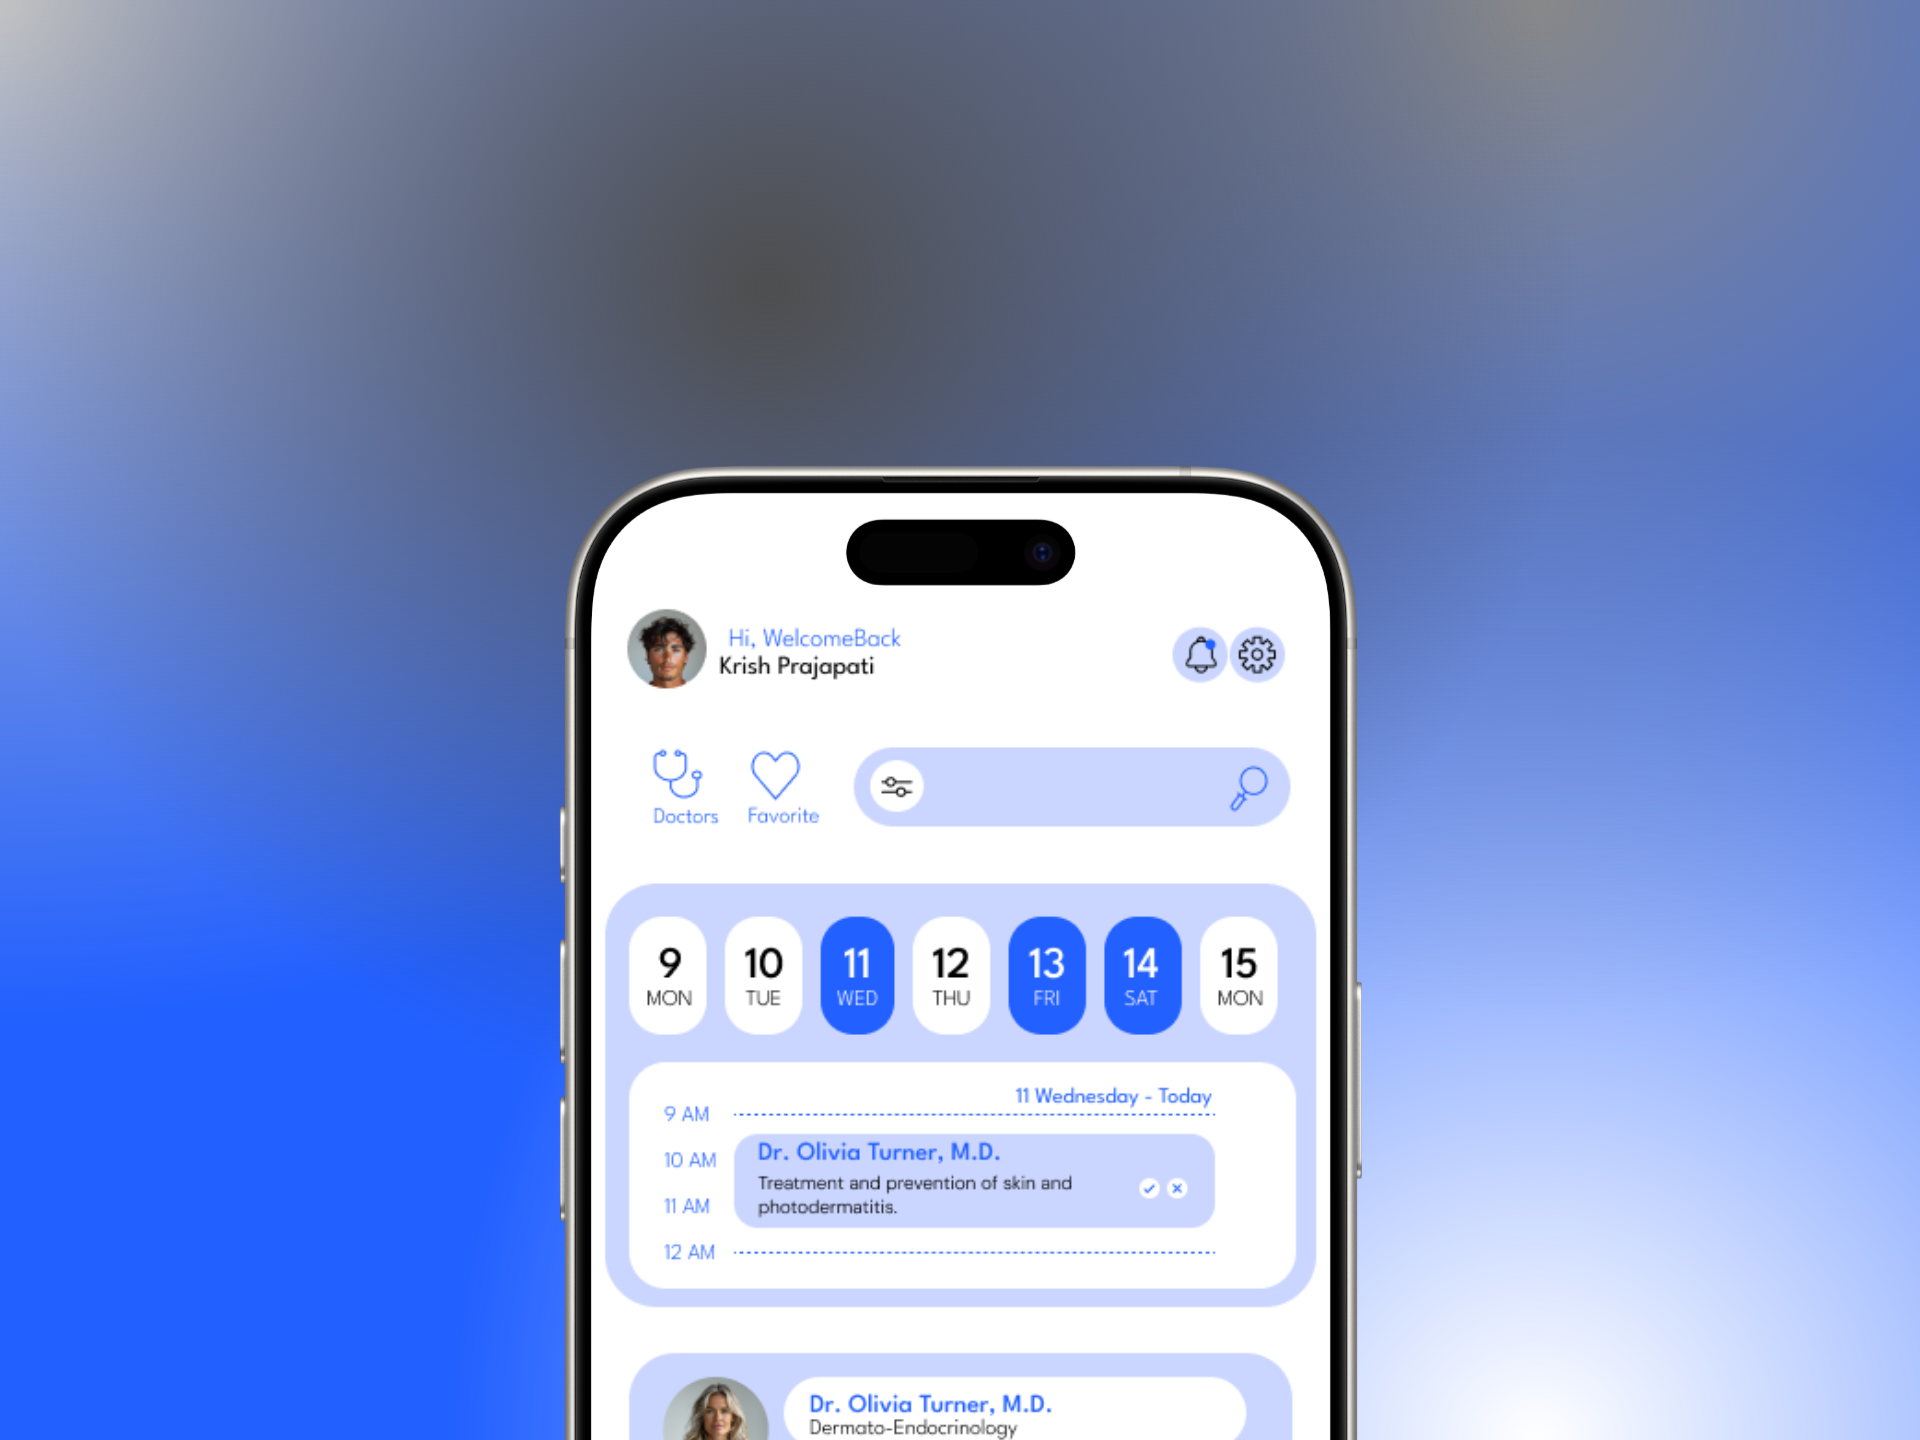 Hi, WelcomeBack
Krish Prajapati
Doctors
Favorite
9 10 11 12 13 14 15
MON TUE WED THU FRI SAT MON
11 Wednesday - Today
9 AM
10 AM
11 AM
12 AM
Dr. Olivia Turner, M.D.
Treatment and prevention of skin and
photodermatitis.
Dr. Olivia Turner, M.D.
Dermato-Endocrinology